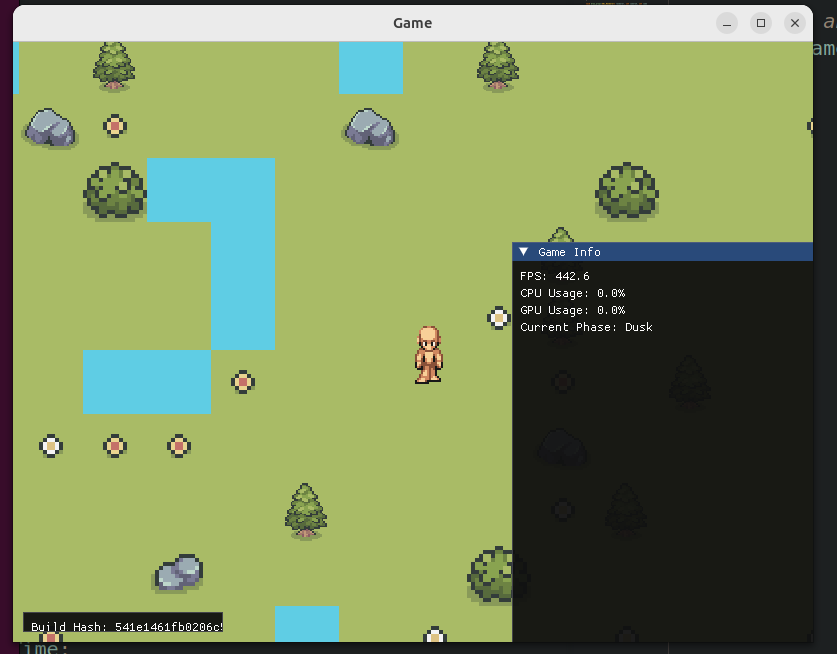 Game
▼ Game Info
FPS: 442.6
CPU Usage: 0.0%
GPU Usage: 0.0%
Current Phase: Dusk
Build Hash: 541e1461fb0206c
ime: